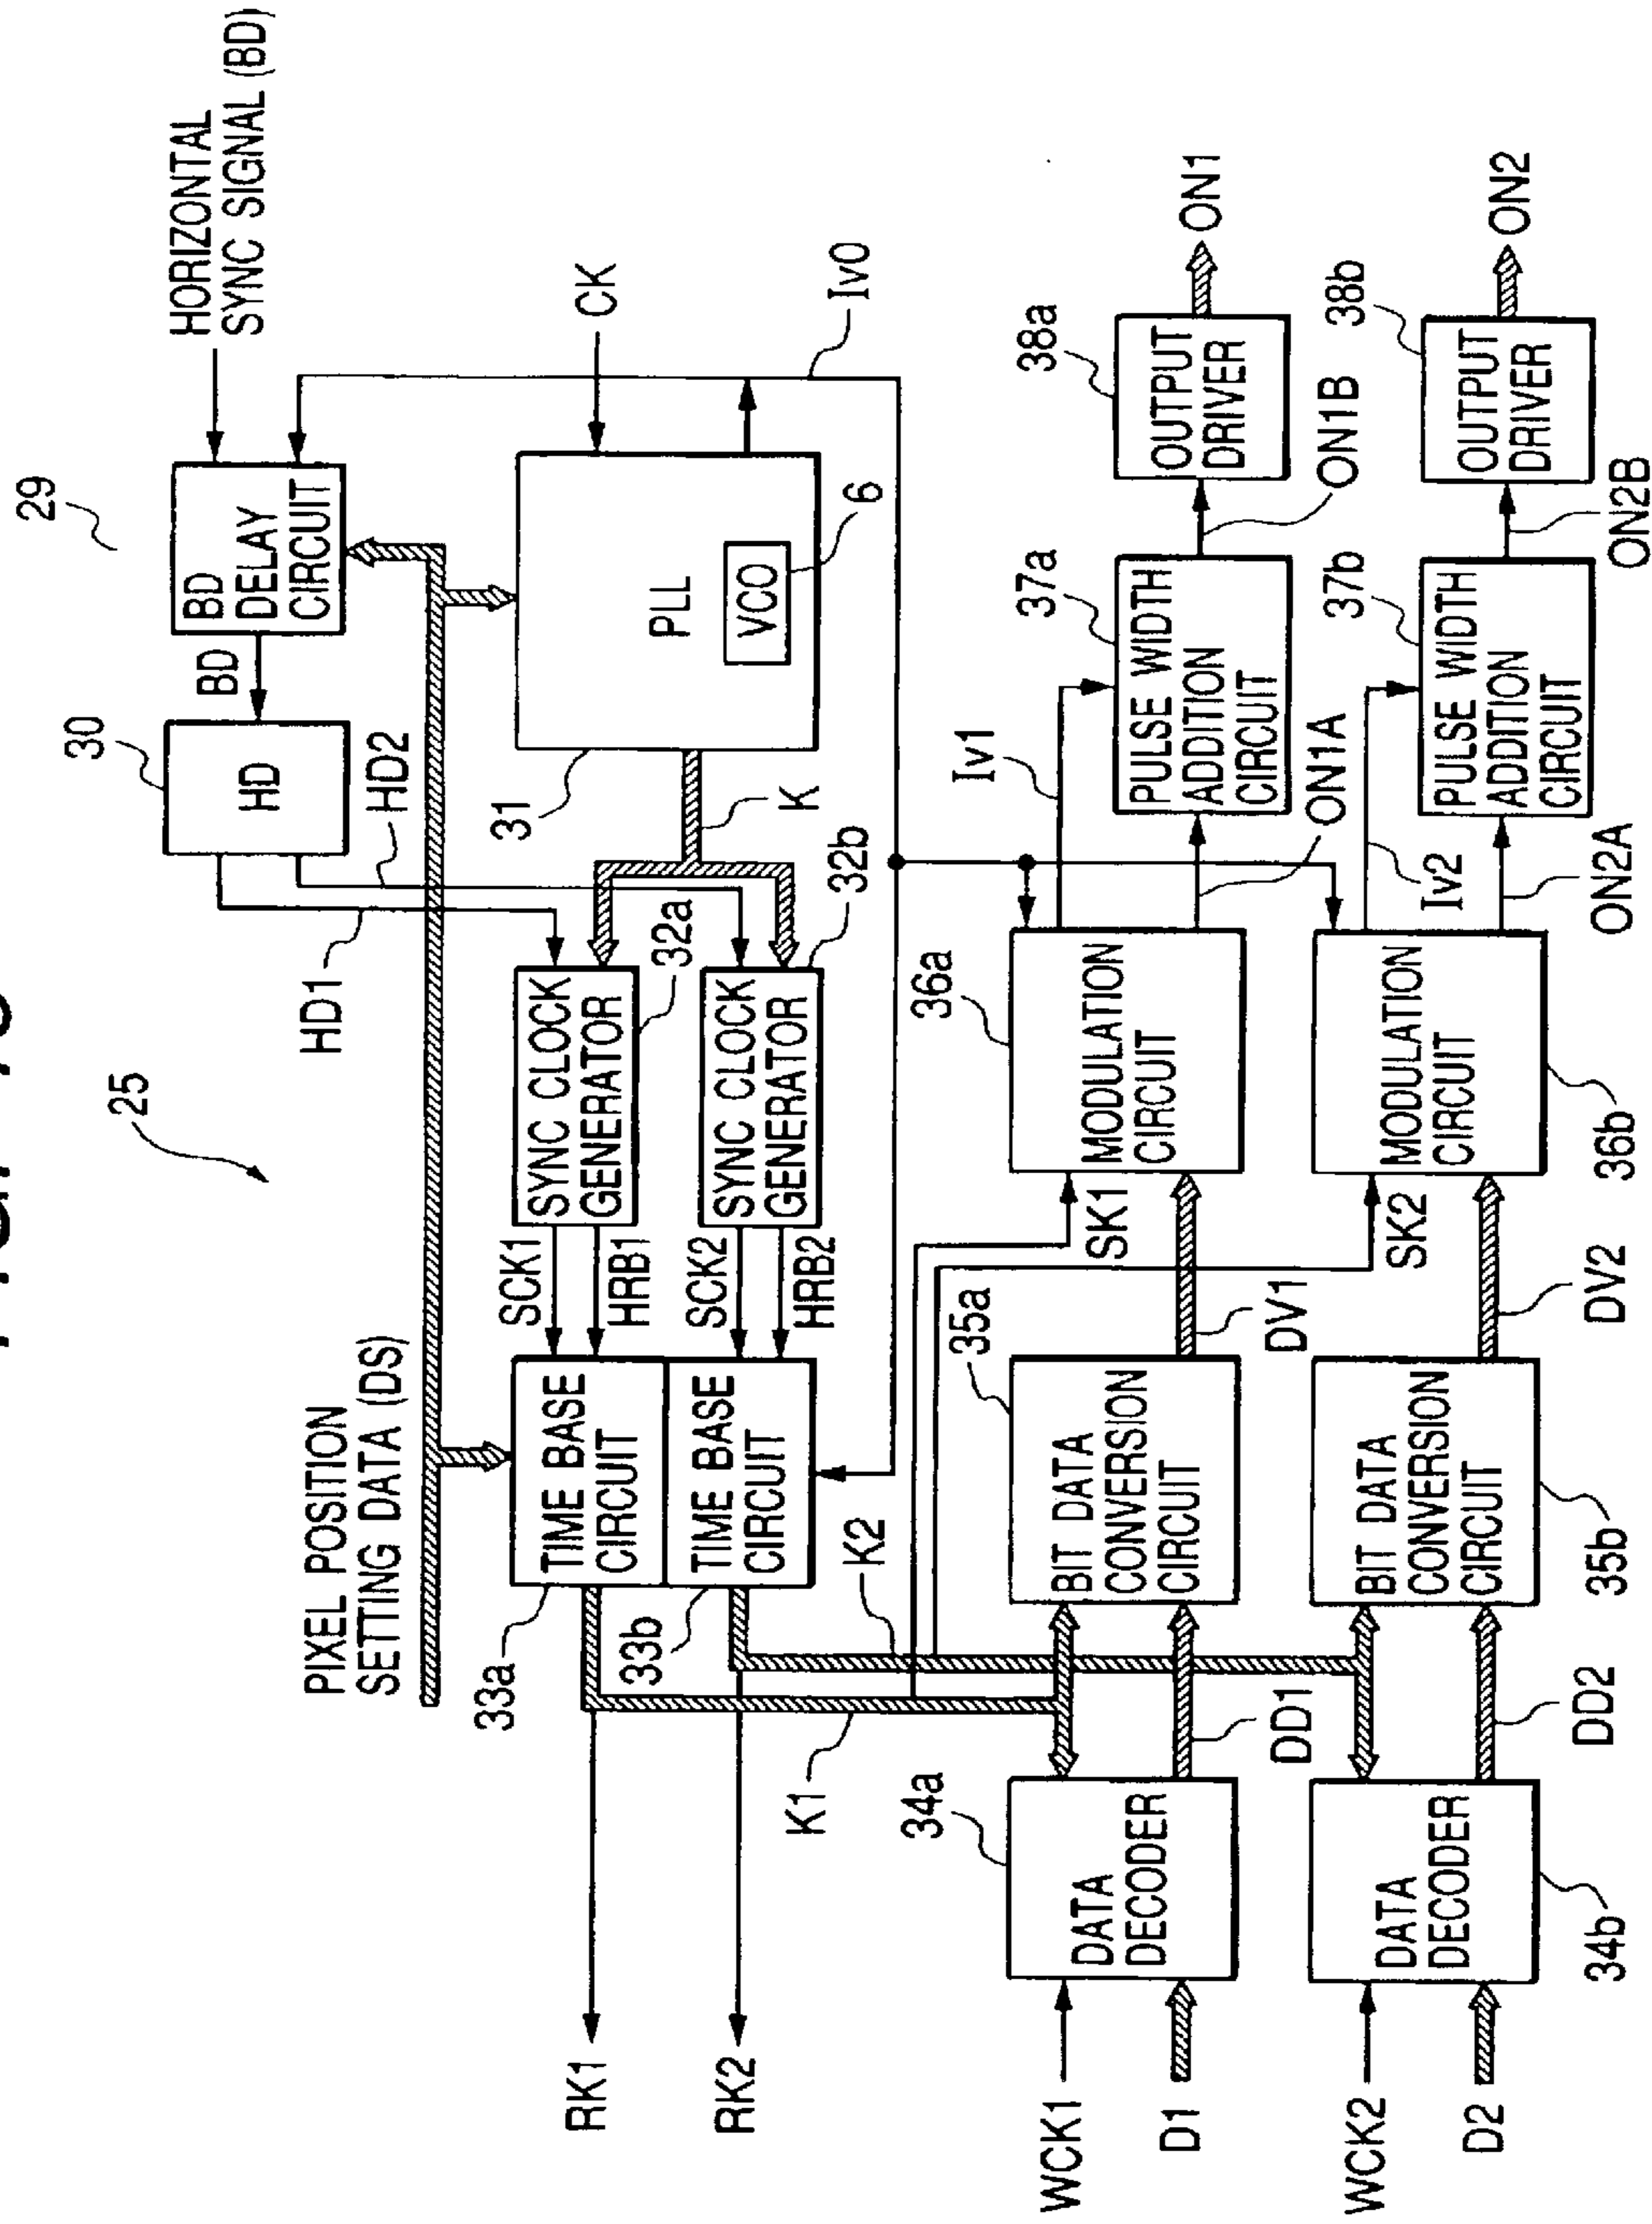 25
29
HORIZONTAL
SYNC SIGNAL (BD)
BD
DELAY
CIRCUIT
BD
30
HD
HD1
HD2
PIXEL POSITION
SETTING DATA (DS)
CK
PLL
VCO
6
31
K
Iv0
SYNC CLOCK
GENERATOR
32a
SYNC CLOCK
GENERATOR
32b
SCK1
HRB1
SCK2
HRB2
TIME BASE
CIRCUIT
33a
TIME BASE
CIRCUIT
33b
RK1
RK2
K1
K2
WCK1
D1
34a
DATA
DECODER
DD1
35a
BIT DATA
CONVERSION
CIRCUIT
DV1
SK1
36a
MODULATION
CIRCUIT
Iv1
ON1A
37a
PULSE WIDTH
ADDITION
CIRCUIT
ON1B
38a
OUTPUT
DRIVER
ON1
WCK2
D2
DATA
DECODER
34b
DD2
BIT DATA
CONVERSION
CIRCUIT
35b
DV2
SK2
MODULATION
CIRCUIT
36b
Iv2
ON2A
37b
PULSE WIDTH
ADDITION
CIRCUIT
ON2B
38b
OUTPUT
DRIVER
ON2